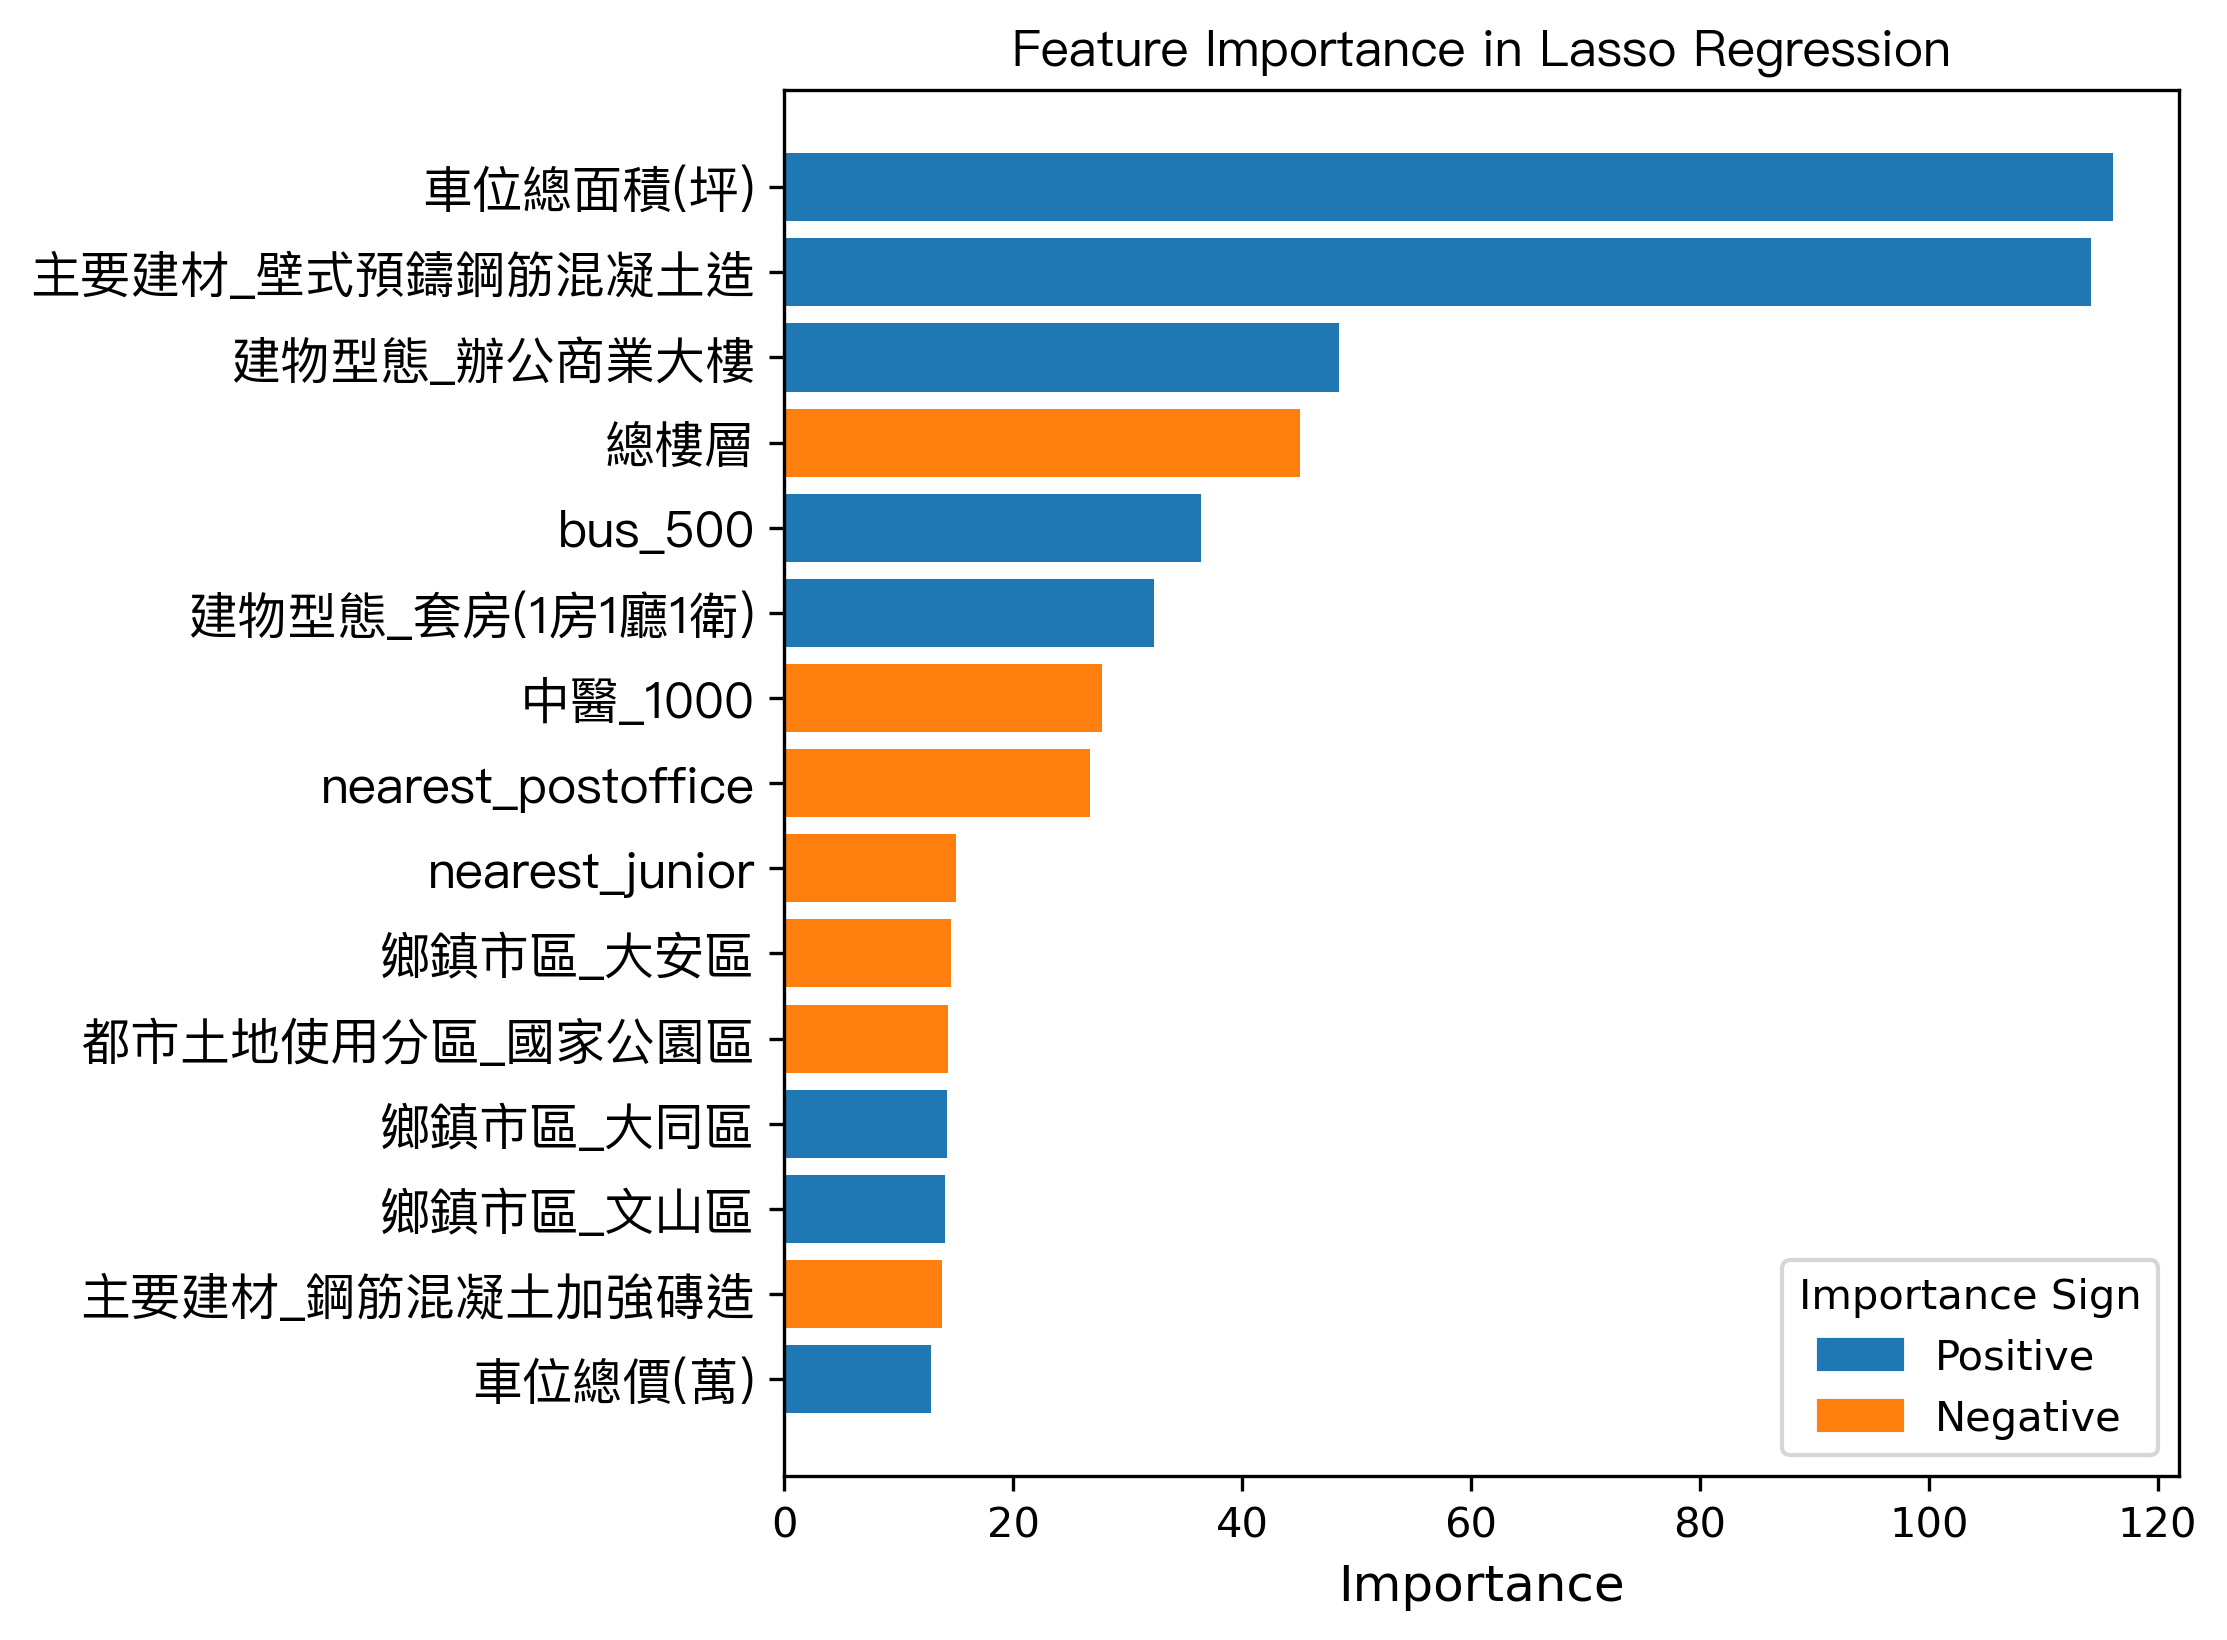 Feature Importance in Lasso Regression
車位總面積(坪)
主要建材_壁式預鑄鋼筋混凝土造
建物型態_辦公商業大樓
總樓層
bus_500
建物型態_套房(1房1廳1衛)
中醫_1000
nearest_postoffice
nearest_junior
鄉鎮市區_大安區
都市土地使用分區_國家公園區
鄉鎮市區_大同區
鄉鎮市區_文山區
主要建材_鋼筋混凝土加強磚造
車位總價(萬)
Importance Sign
Positive
Negative
0 20 40 60 80 100 120
Importance